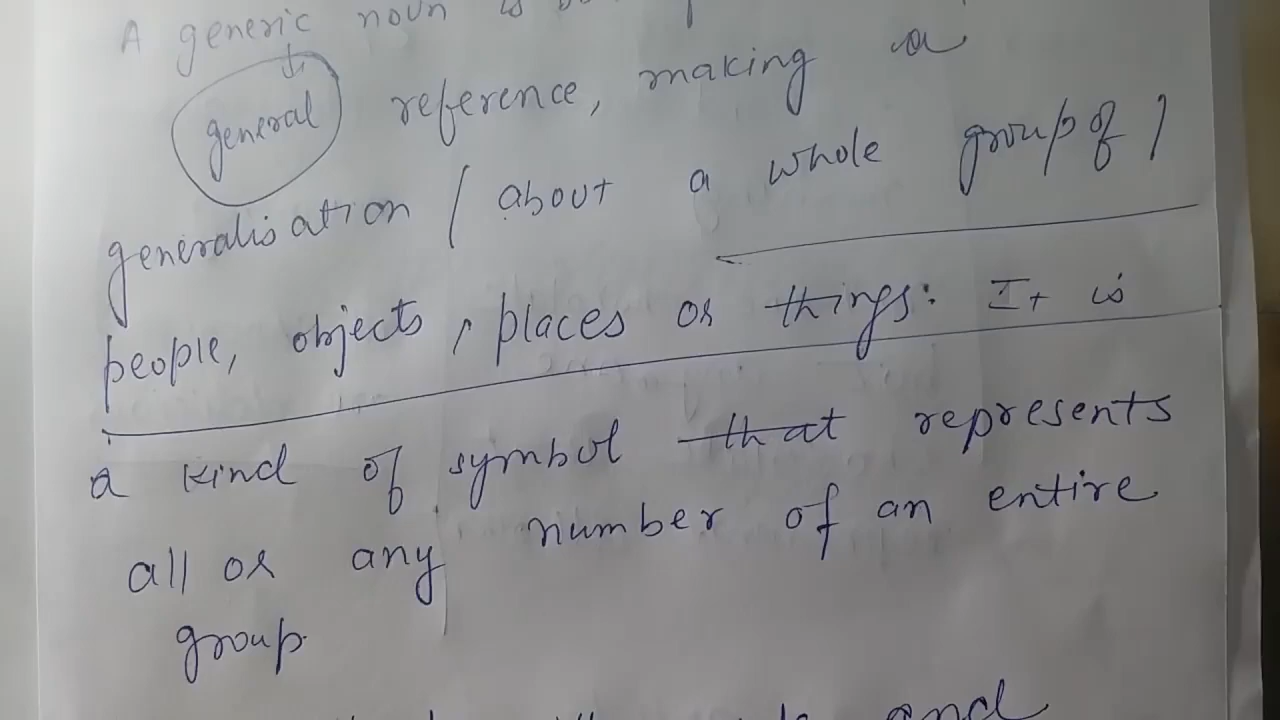 A generic noun is
general reference, making a
generalisation / about a whole group of /
people, objects, places or things: It is
a kind of symbol that represents
all or any number of an entire
group
and